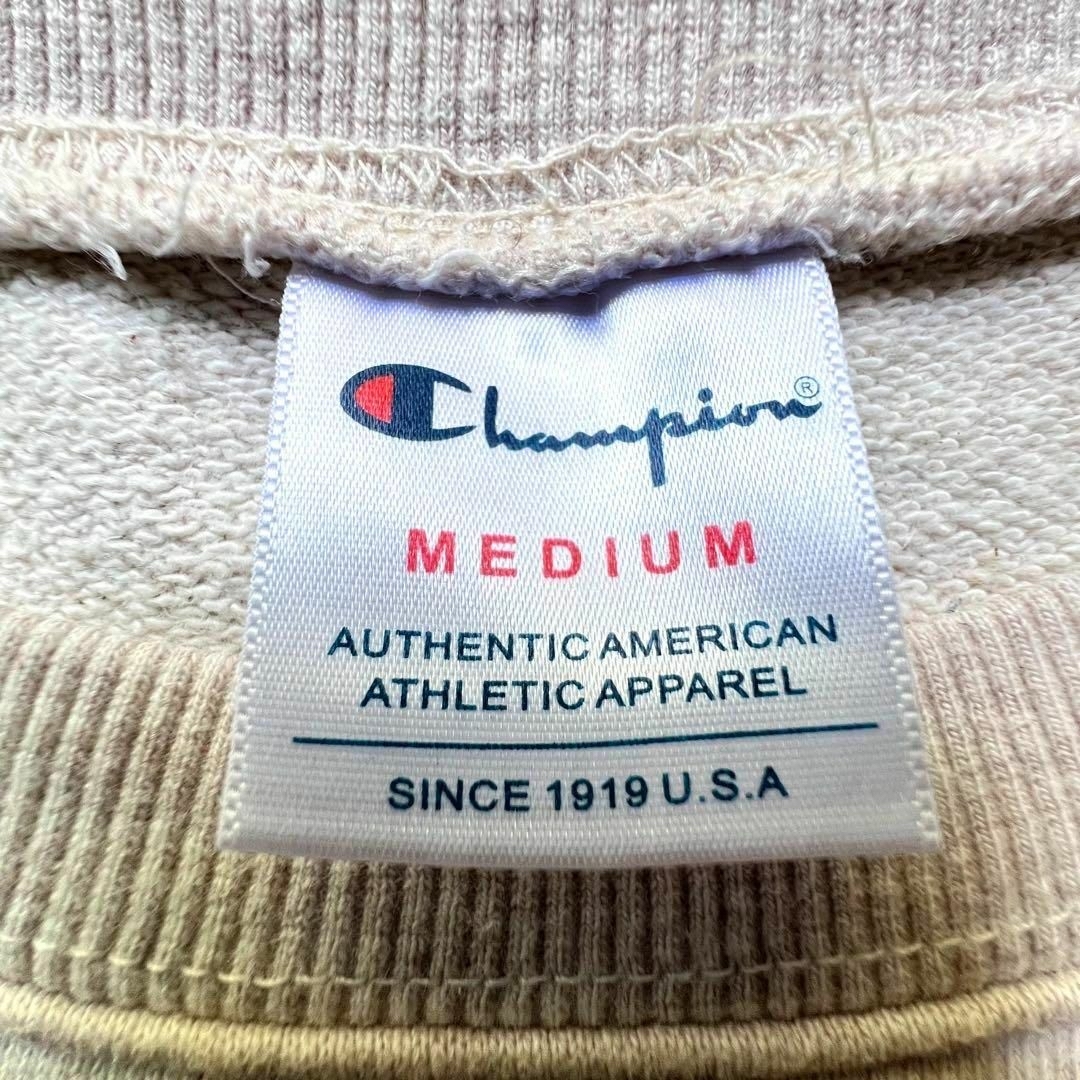 Champion®
MEDIUM
AUTHENTIC AMERICAN
ATHLETIC APPAREL
SINCE 1919 U.S.A